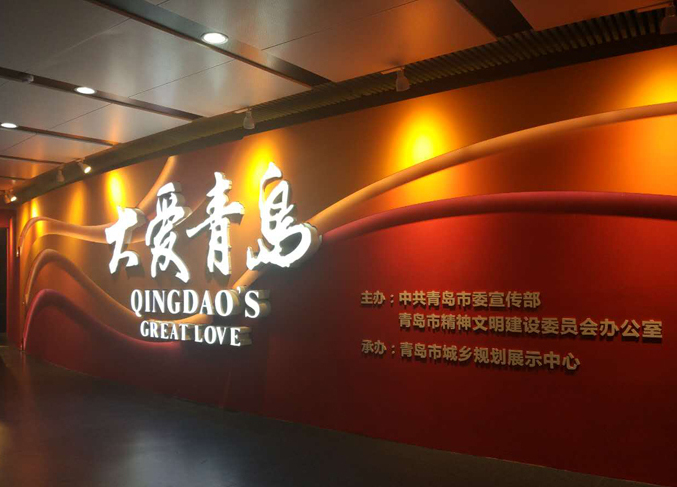 大爱青岛
QINGDAO'S
GREAT LOVE
主办：中共青岛市委宣传部
青岛市精神文明建设委员会办公室
承办：青岛市城乡规划展示中心